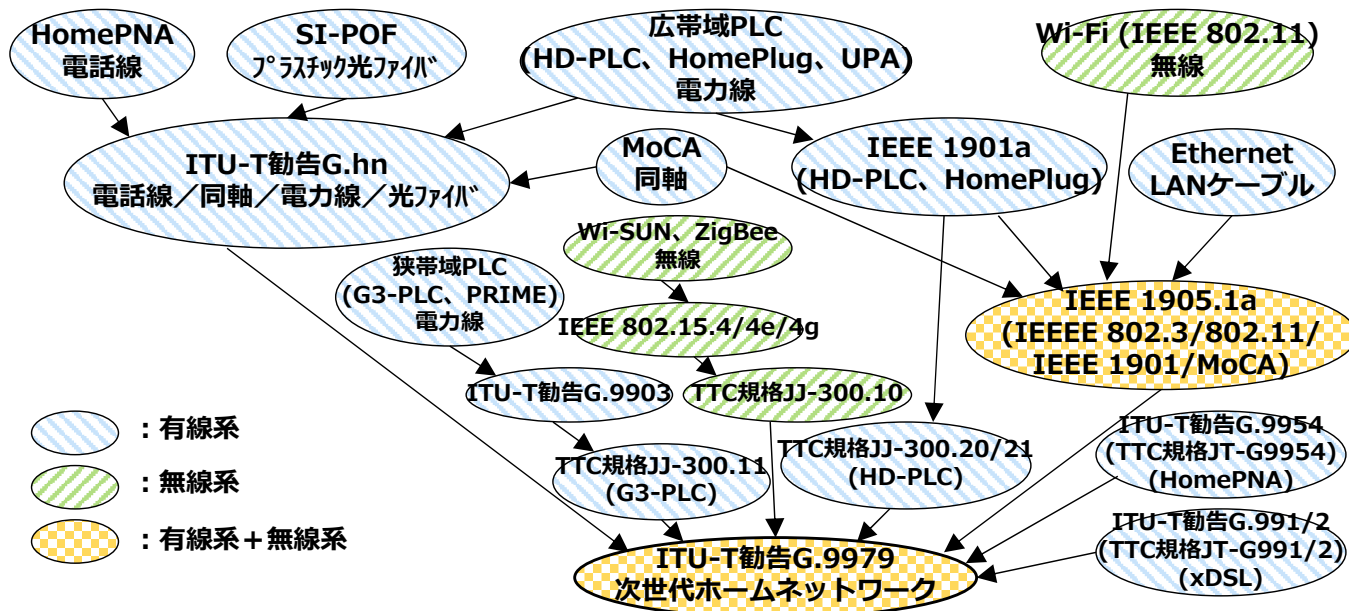 HomePNA
電話線
SI-POF
プラスチック光ファイバ
広帯域PLC
(HD-PLC、HomePlug、UPA)
電力線
Wi-Fi (IEEE 802.11)
無線
ITU-T勧告G.hn
電話線／同軸／電力線／光ファイバ
MoCA
同軸
IEEE 1901a
(HD-PLC、HomePlug)
Ethernet
LANケーブル
Wi-SUN、ZigBee
無線
狭帯域PLC
(G3-PLC、PRIME)
電力線
IEEE 802.15.4/4e/4g
IEEE 1905.1a
(IEEEE 802.3/802.11/
IEEE 1901/MoCA)
ITU-T勧告G.9903
TTC規格JJ-300.10
TTC規格JJ-300.11
(G3-PLC)
TTC規格JJ-300.20/21
(HD-PLC)
ITU-T勧告G.9954
(TTC規格JT-G9954)
(HomePNA)
ITU-T勧告G.991/2
(TTC規格JT-G991/2)
(xDSL)
ITU-T勧告G.9979
次世代ホームネットワーク
：有線系
：無線系
：有線系＋無線系